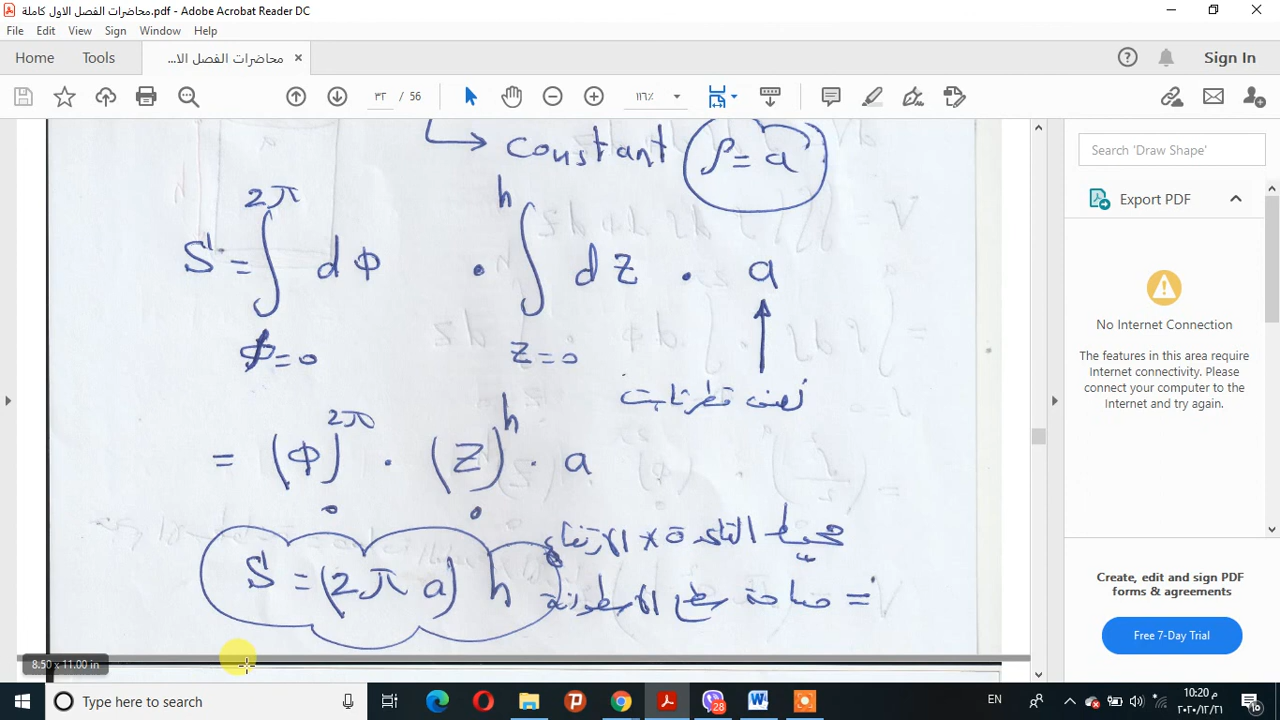 محاضرات الفصل الاول كاملة.pdf - Adobe Acrobat Reader DC
File Edit View Sign Window Help
Home Tools محاضرات الفصل الا... × Sign In
٣٢ / 56 ١١٦٪
constant ρ = a
S = ∫ dΦ · ∫ dz · a
2π h
Φ=0 z=0
نصف قطر ثابت
= (Φ)₀^2π · (Z)₀^h · a
محيط القاعدة * الارتفاع
S = (2π a) h
= مساحة سطح الاسطوانة
8.50 x 11.00 in
Search 'Draw Shape'
Export PDF
No Internet Connection
The features in this area require
Internet connectivity. Please
connect your computer to the
Internet and try again.
Create, edit and sign PDF
forms & agreements
Free 7-Day Trial
Type here to search
28
EN
10:20 م
٢٠٢٠/١٢/٢١